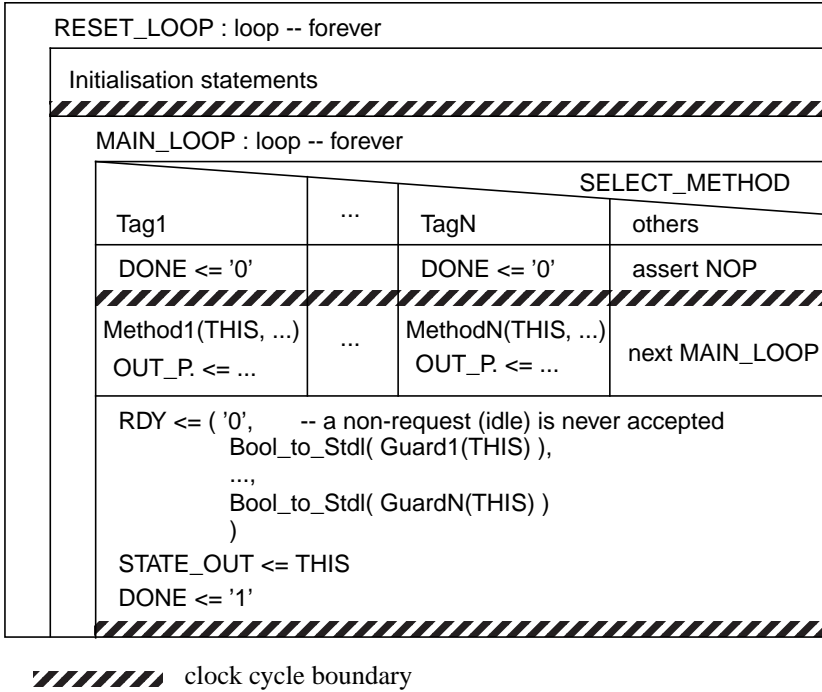 RESET_LOOP : loop -- forever
Initialisation statements
MAIN_LOOP : loop -- forever
SELECT_METHOD
Tag1 ... TagN others
DONE <= '0' DONE <= '0' assert NOP
Method1(THIS, ...) ... MethodN(THIS, ...) next MAIN_LOOP
OUT_P. <= ... OUT_P. <= ...
RDY <= ( '0', -- a non-request (idle) is never accepted
Bool_to_Stdl( Guard1(THIS) ),
...,
Bool_to_Stdl( GuardN(THIS) )
)
STATE_OUT <= THIS
DONE <= '1'
clock cycle boundary